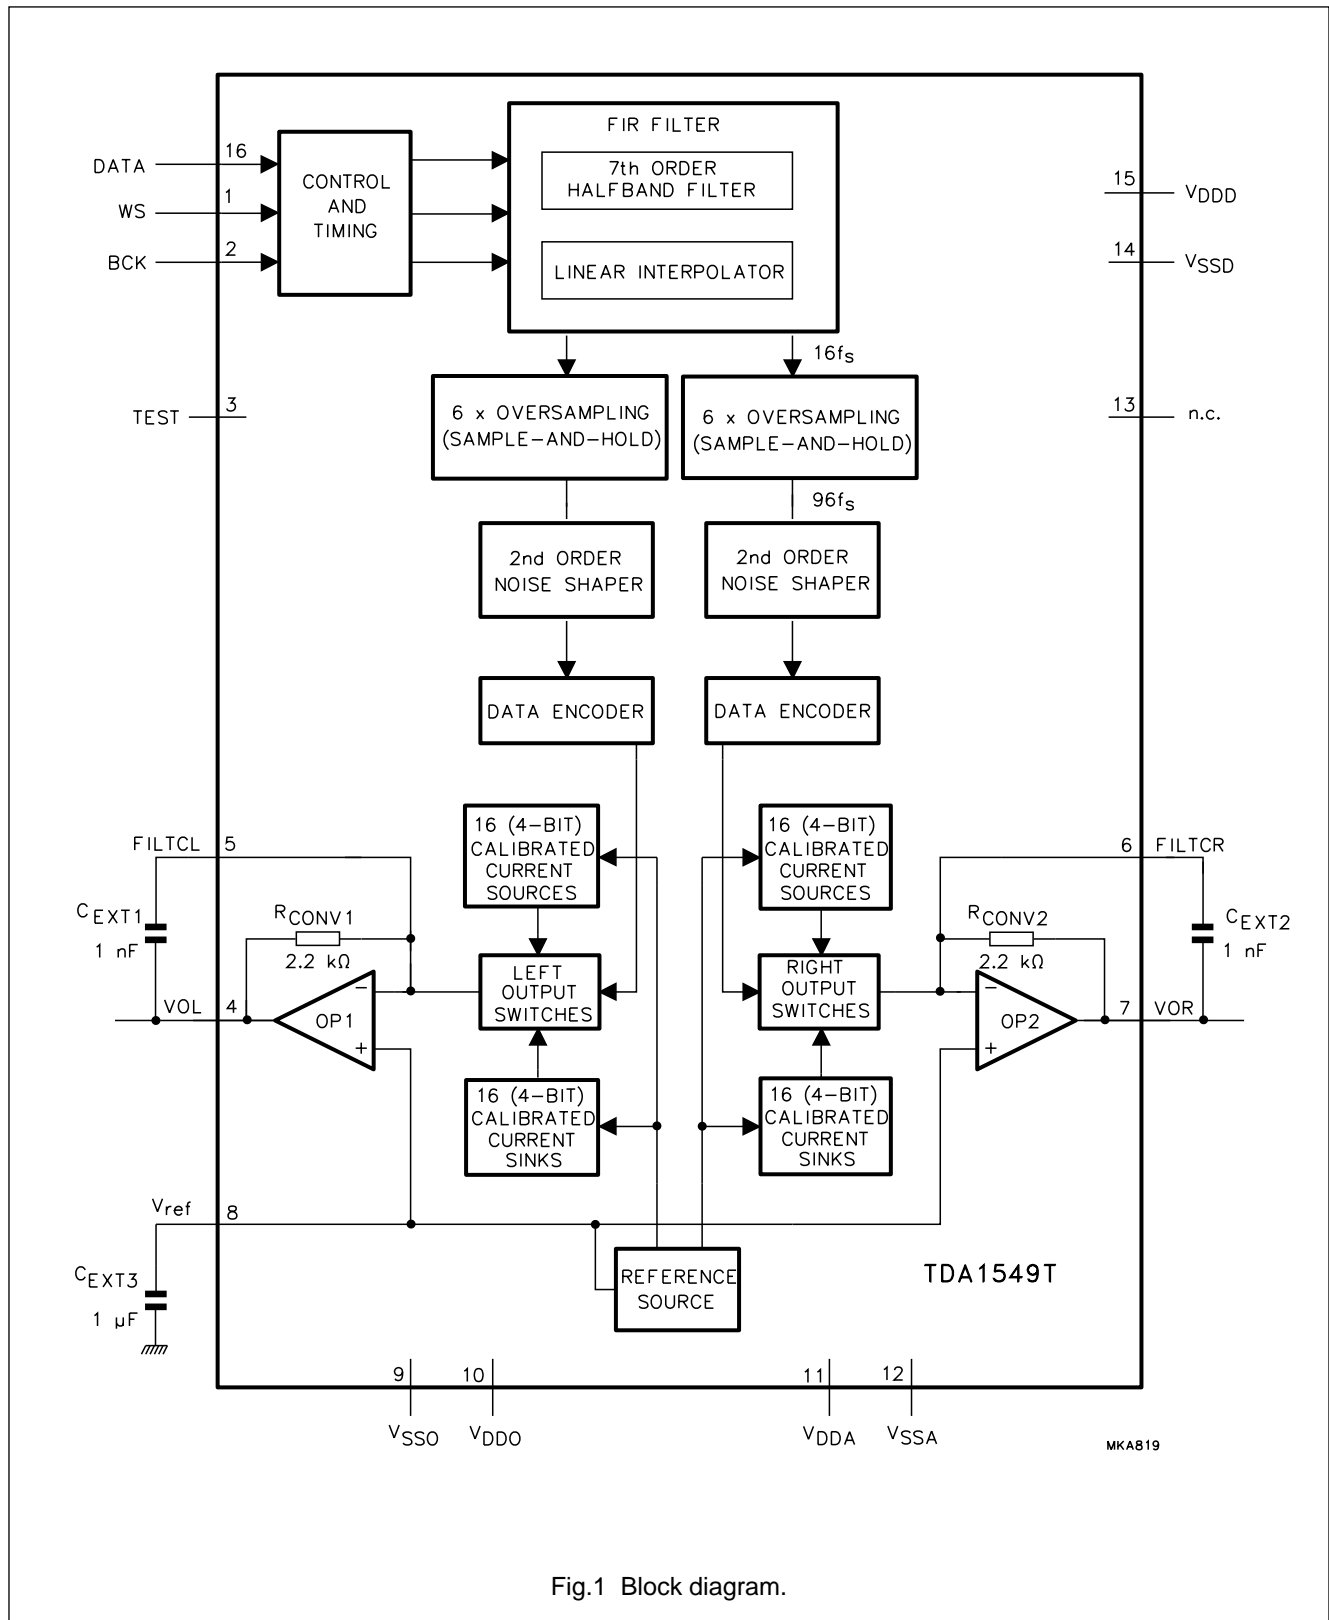 FIR FILTER
7th ORDER
HALFBAND FILTER
LINEAR INTERPOLATOR
DATA
16
WS
1
BCK
2
CONTROL
AND
TIMING
15
VDDD
14
VSSD
TEST
3
13
n.c.
16fs
6 x OVERSAMPLING
(SAMPLE-AND-HOLD)
6 x OVERSAMPLING
(SAMPLE-AND-HOLD)
96fs
2nd ORDER
NOISE SHAPER
2nd ORDER
NOISE SHAPER
DATA ENCODER
DATA ENCODER
FILTCL
5
16 (4-BIT)
CALIBRATED
CURRENT
SOURCES
16 (4-BIT)
CALIBRATED
CURRENT
SOURCES
6
FILTCR
CEXT1
1 nF
RCONV1
2.2 kΩ
RCONV2
2.2 kΩ
CEXT2
1 nF
LEFT
OUTPUT
SWITCHES
RIGHT
OUTPUT
SWITCHES
VOL
4
OP1
−
+
−
+
OP2
7
VOR
16 (4-BIT)
CALIBRATED
CURRENT
SINKS
16 (4-BIT)
CALIBRATED
CURRENT
SINKS
Vref
8
CEXT3
1 µF
REFERENCE
SOURCE
TDA1549T
9
10
11
12
VSSO
VDDO
VDDA
VSSA
MKA819
Fig.1 Block diagram.